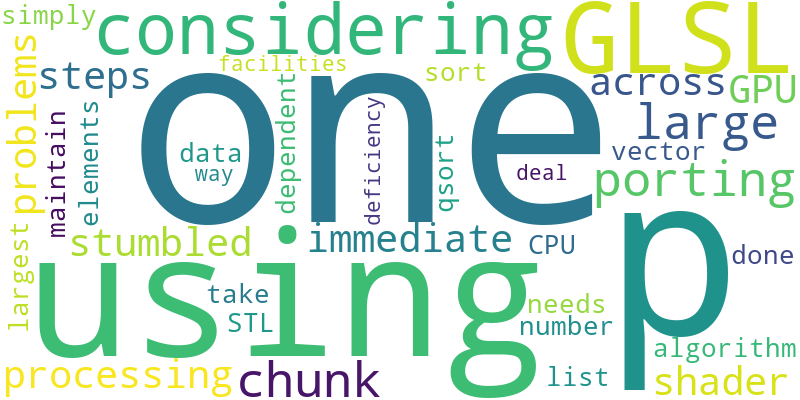 simply
considering
GLSL
steps
facilities
sort
across
GPU
problems
one
large
maintain
elements
data
way
dependent
deficiency
qsort
deal
vector
porting
stumbled
immediate
CPU
p
done
largest
using
take
STL
needs
number
algorithm
processing
chunk
list
shader